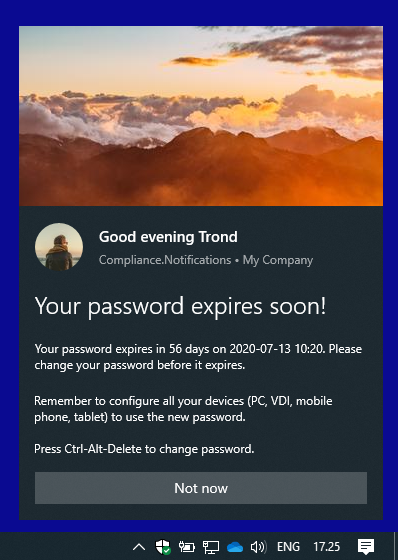 Good evening Trond
Compliance.Notifications • My Company
Your password expires soon!
Your password expires in 56 days on 2020-07-13 10:20. Please
change your password before it expires.
Remember to configure all your devices (PC, VDI, mobile
phone, tablet) to use the new password.
Press Ctrl-Alt-Delete to change password.
Not now
ENG 17.25